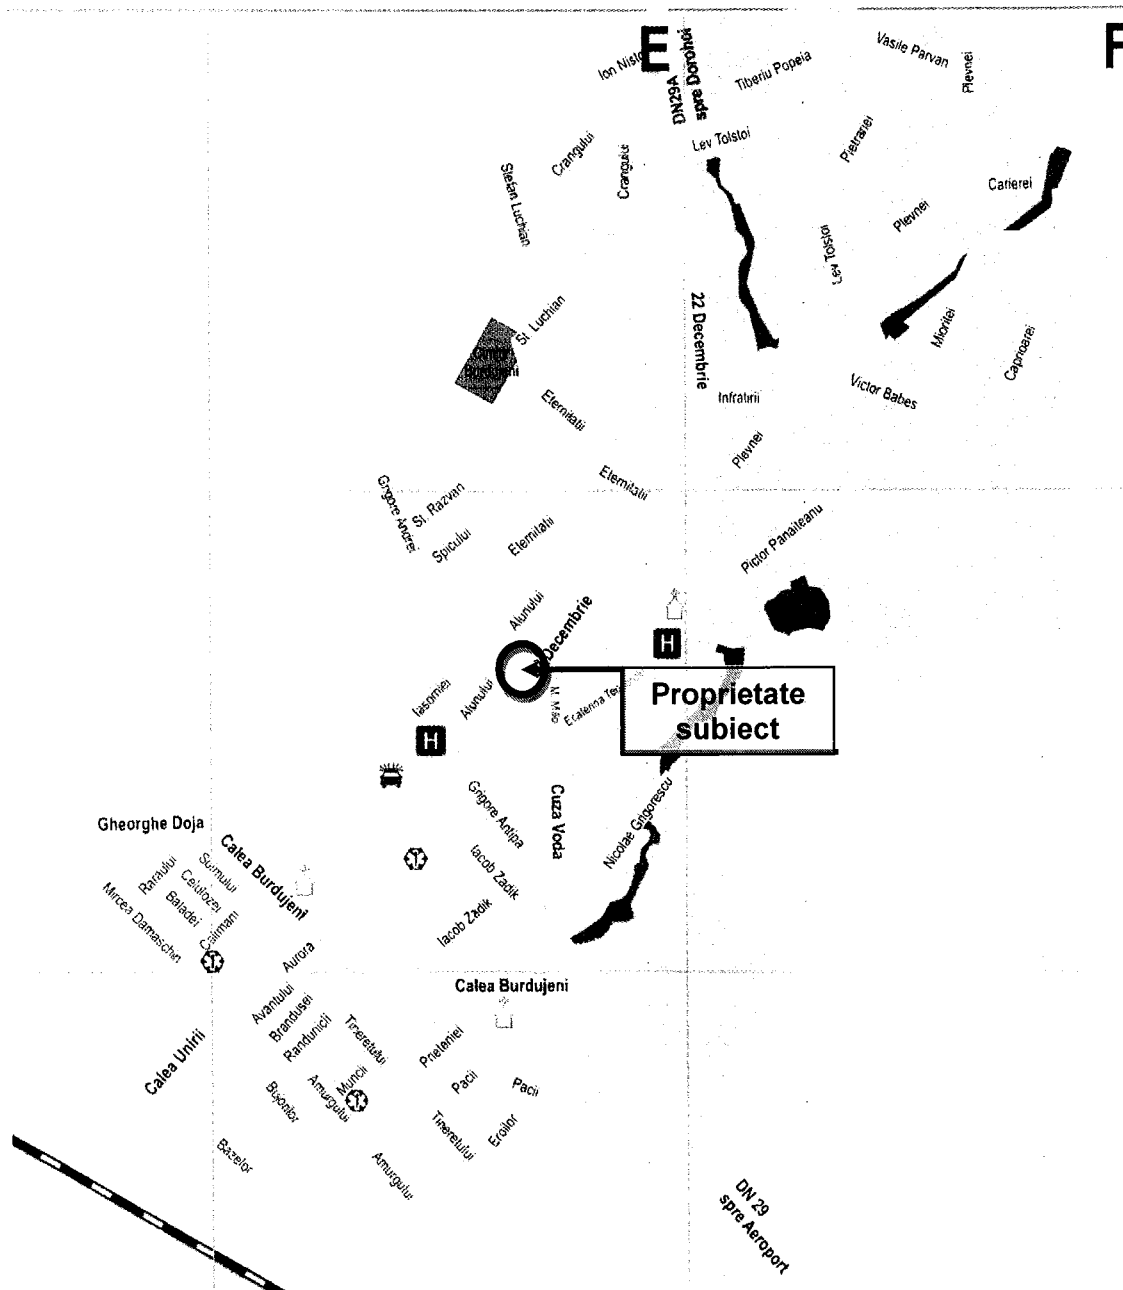 E
F
Ion Nistor
DN29A
spre Dorohoi
Tiberiu Popeia
Vasile Parvan
Plevnei
Crangului
Crangului
Lev Tolstoi
Pietrariei
Stefan Luchian
Carierei
Plevnei
Lev Tolstoi
St. Luchian
22 Decembrie
Mioritei
Caprioarei
Burdujeni
Eternitatii
Infratirii
Victor Babes
Plevnei
Eternitatii
Grigore Andrei
St. Razvan
Spicului
Eternitatii
Pictor Panaiteanu
Alunului
Decembrie
H
Iasomiei
Alunului
Proprietate
subiect
H
Grigore Antipa
Cuza Voda
Nicolae Grigorescu
Gheorghe Doja
Calea Burdujeni
Iacob Zadik
Iacob Zadik
Raraului
Celulozei
Baladei
Mircea Damaschin
Aurora
Calea Burdujeni
Avantului
Brandusei
Randunicii
Tineretului
Prieteniei
Calea Unirii
Bujorilor
Amurgului
Muncii
Pacii
Pacii
Tineretului
Eroilor
Bazelor
Amurgului
DN 29
spre Aeroport